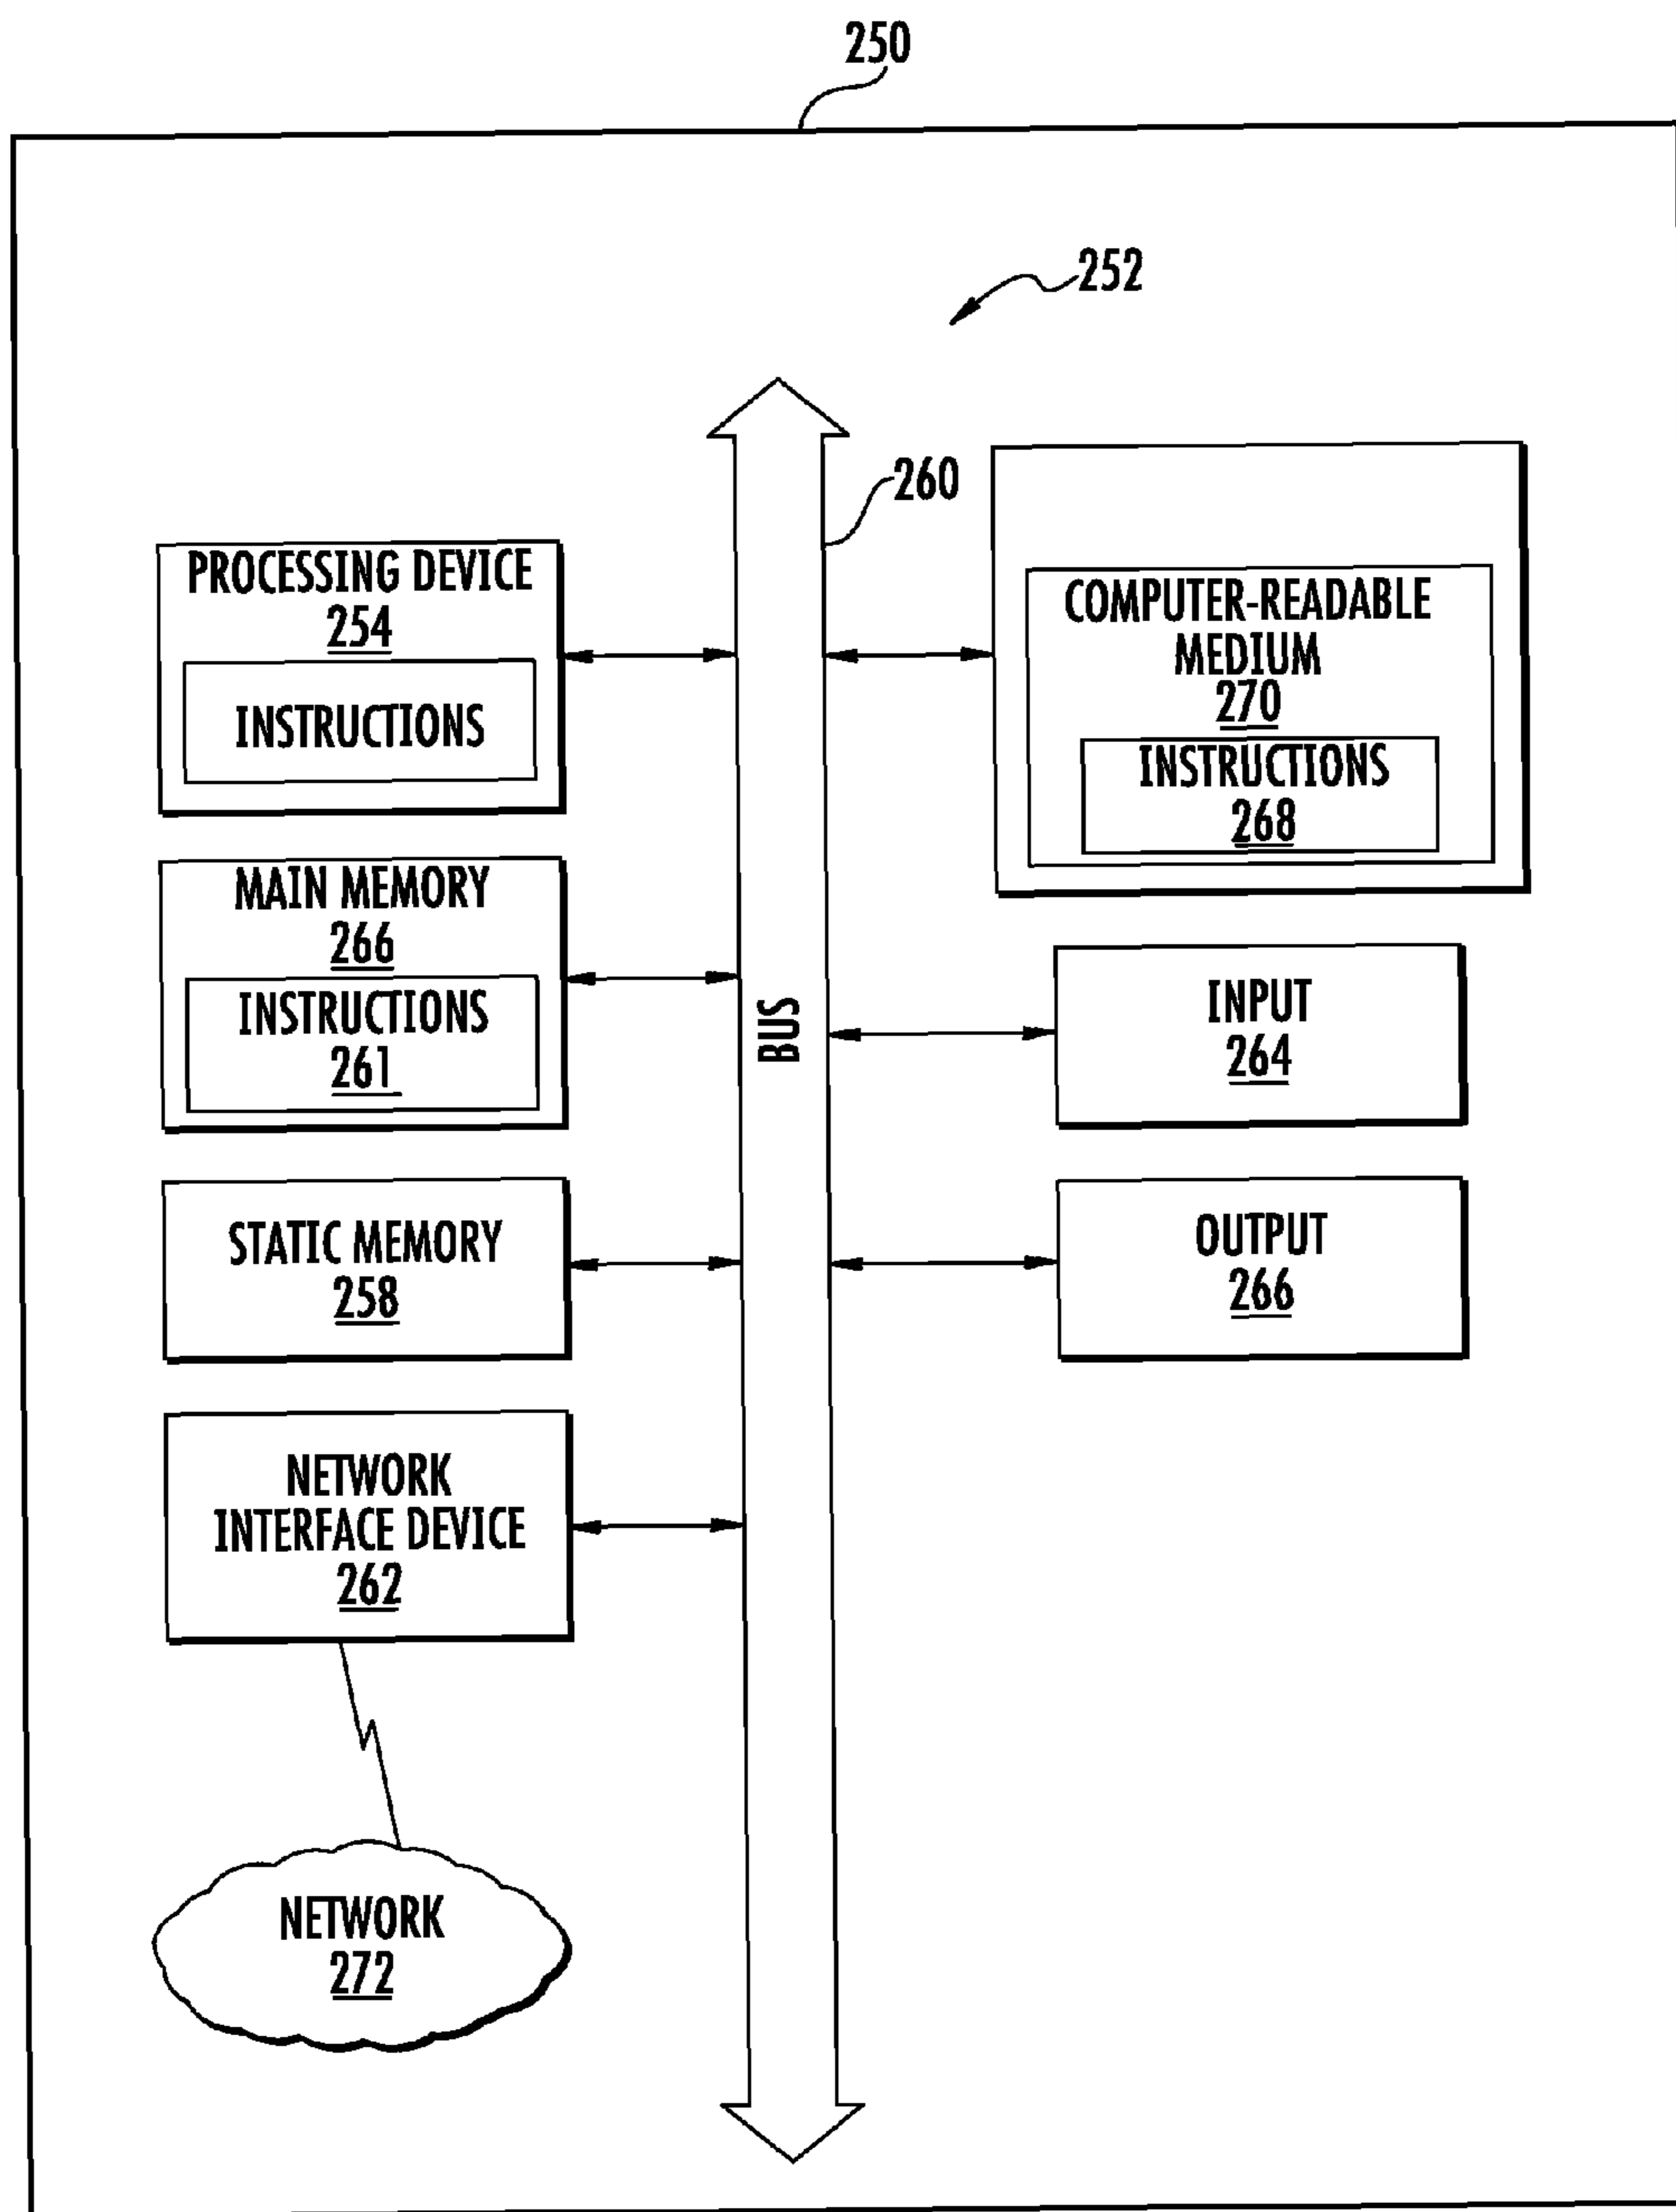 250
252
260
PROCESSING DEVICE
254
INSTRUCTIONS
MAIN MEMORY
266
INSTRUCTIONS
261
STATIC MEMORY
258
NETWORK
INTERFACE DEVICE
262
NETWORK
272
BUS
COMPUTER-READABLE
MEDIUM
270
INSTRUCTIONS
268
INPUT
264
OUTPUT
266